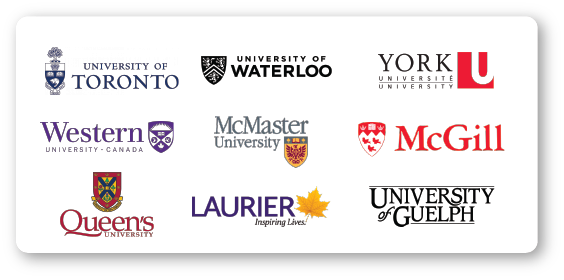 UNIVERSITY OF
TORONTO
UNIVERSITY OF
WATERLOO
YORK U
UNIVERSITÉ
UNIVERSITY
Western
UNIVERSITY · CANADA
McMaster
University
McGill
Queen's
UNIVERSITY
LAURIER
Inspiring Lives!
UNIVERSITY
of GUELPH